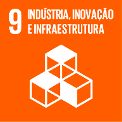 9 INDÚSTRIA, INOVAÇÃO
E INFRAESTRUTURA